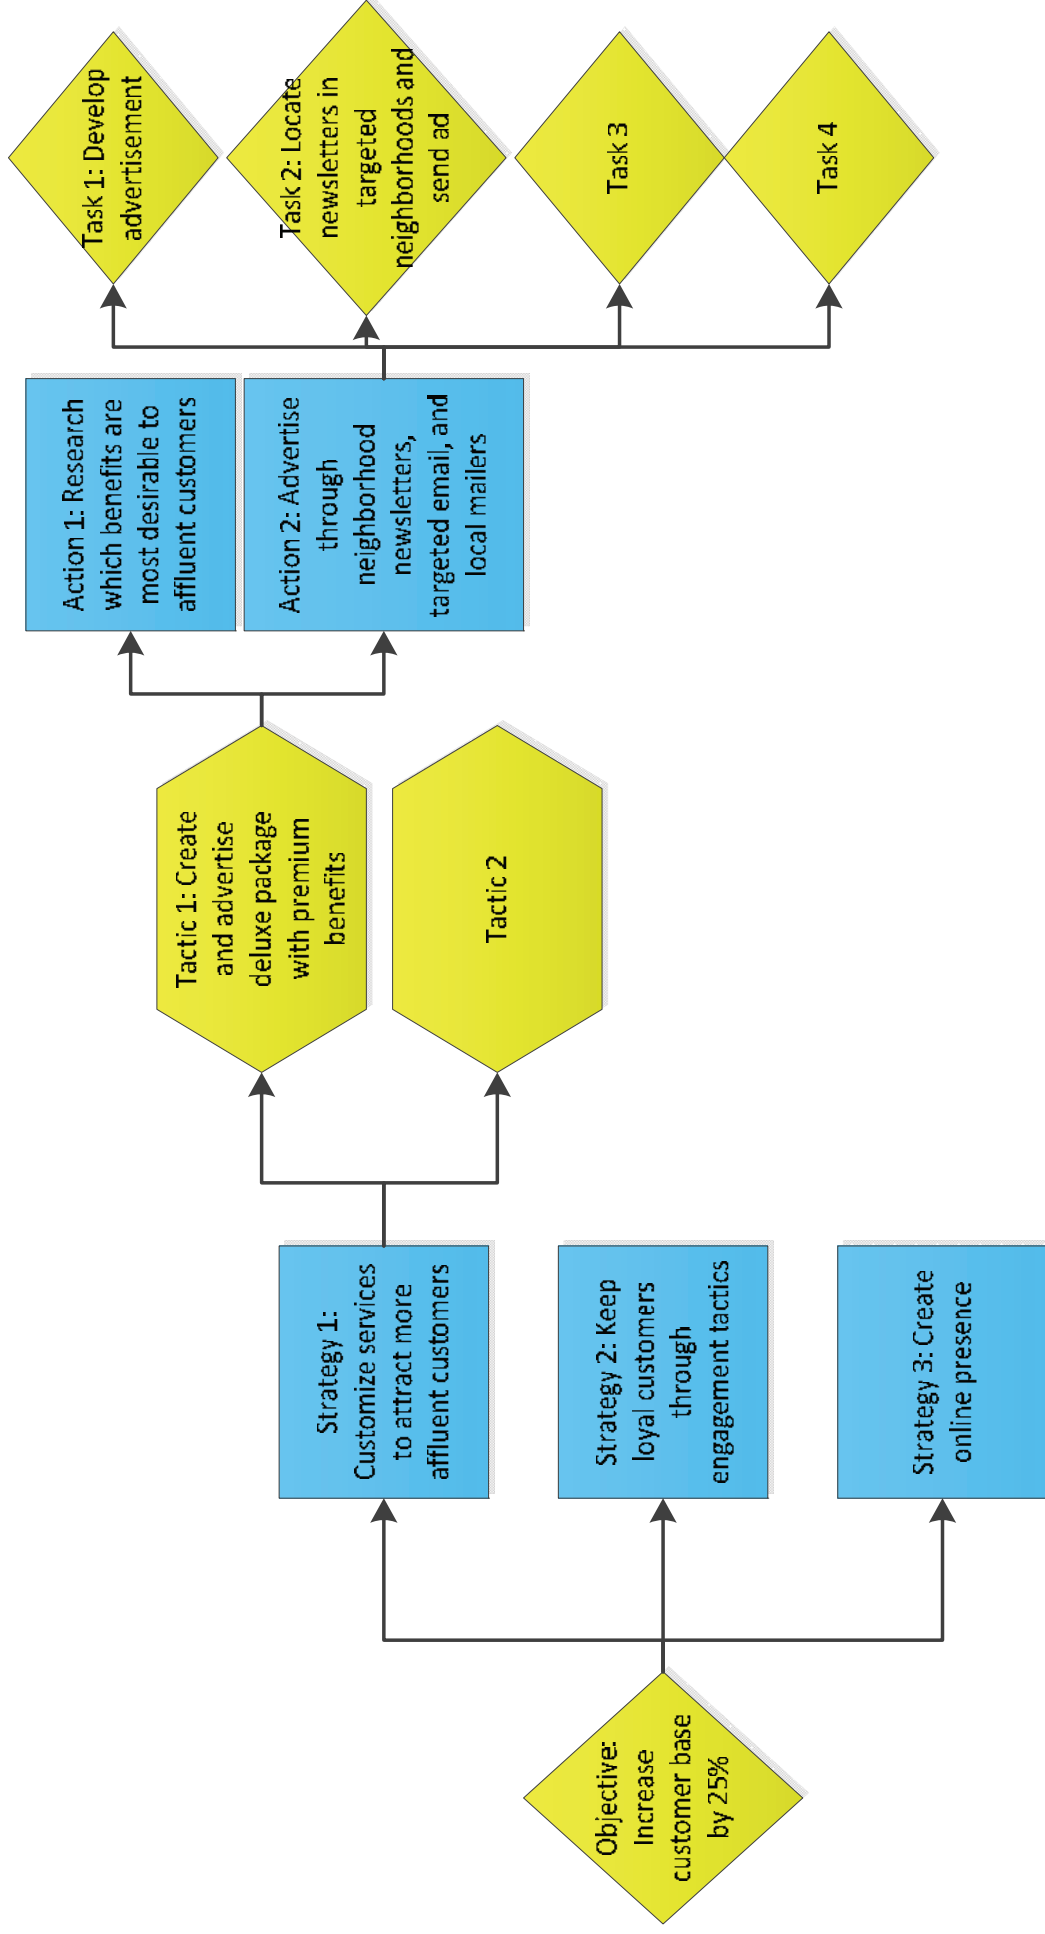 Objective:
Increase
customer base
by 25%
Strategy 1:
Customize services
to attract more
affluent customers
Strategy 2: Keep
loyal customers
through
engagement tactics
Strategy 3: Create
online presence
Tactic 1: Create
and advertise
deluxe package
with premium
benefits
Tactic 2
Action 1: Research
which benefits are
most desirable to
affluent customers
Action 2: Advertise
through
neighborhood
newsletters,
targeted email, and
local mailers
Task 1: Develop
advertisement
Task 2: Locate
newsletters in
targeted
neighborhoods and
send ad
Task 3
Task 4